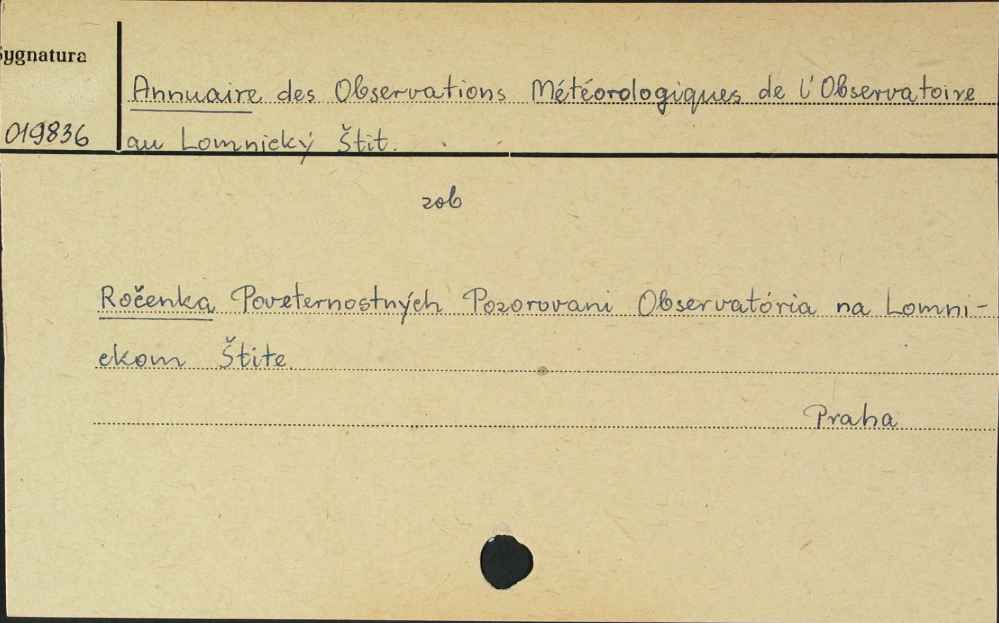 Sygnatura
Annuaire des Observations Météorologiques de l'Observatoire
019836
au Lomnický Štit.
zob
Ročenka Poveternostných Pozorovani Observatória na Lomni-
ckom Štite
Praha